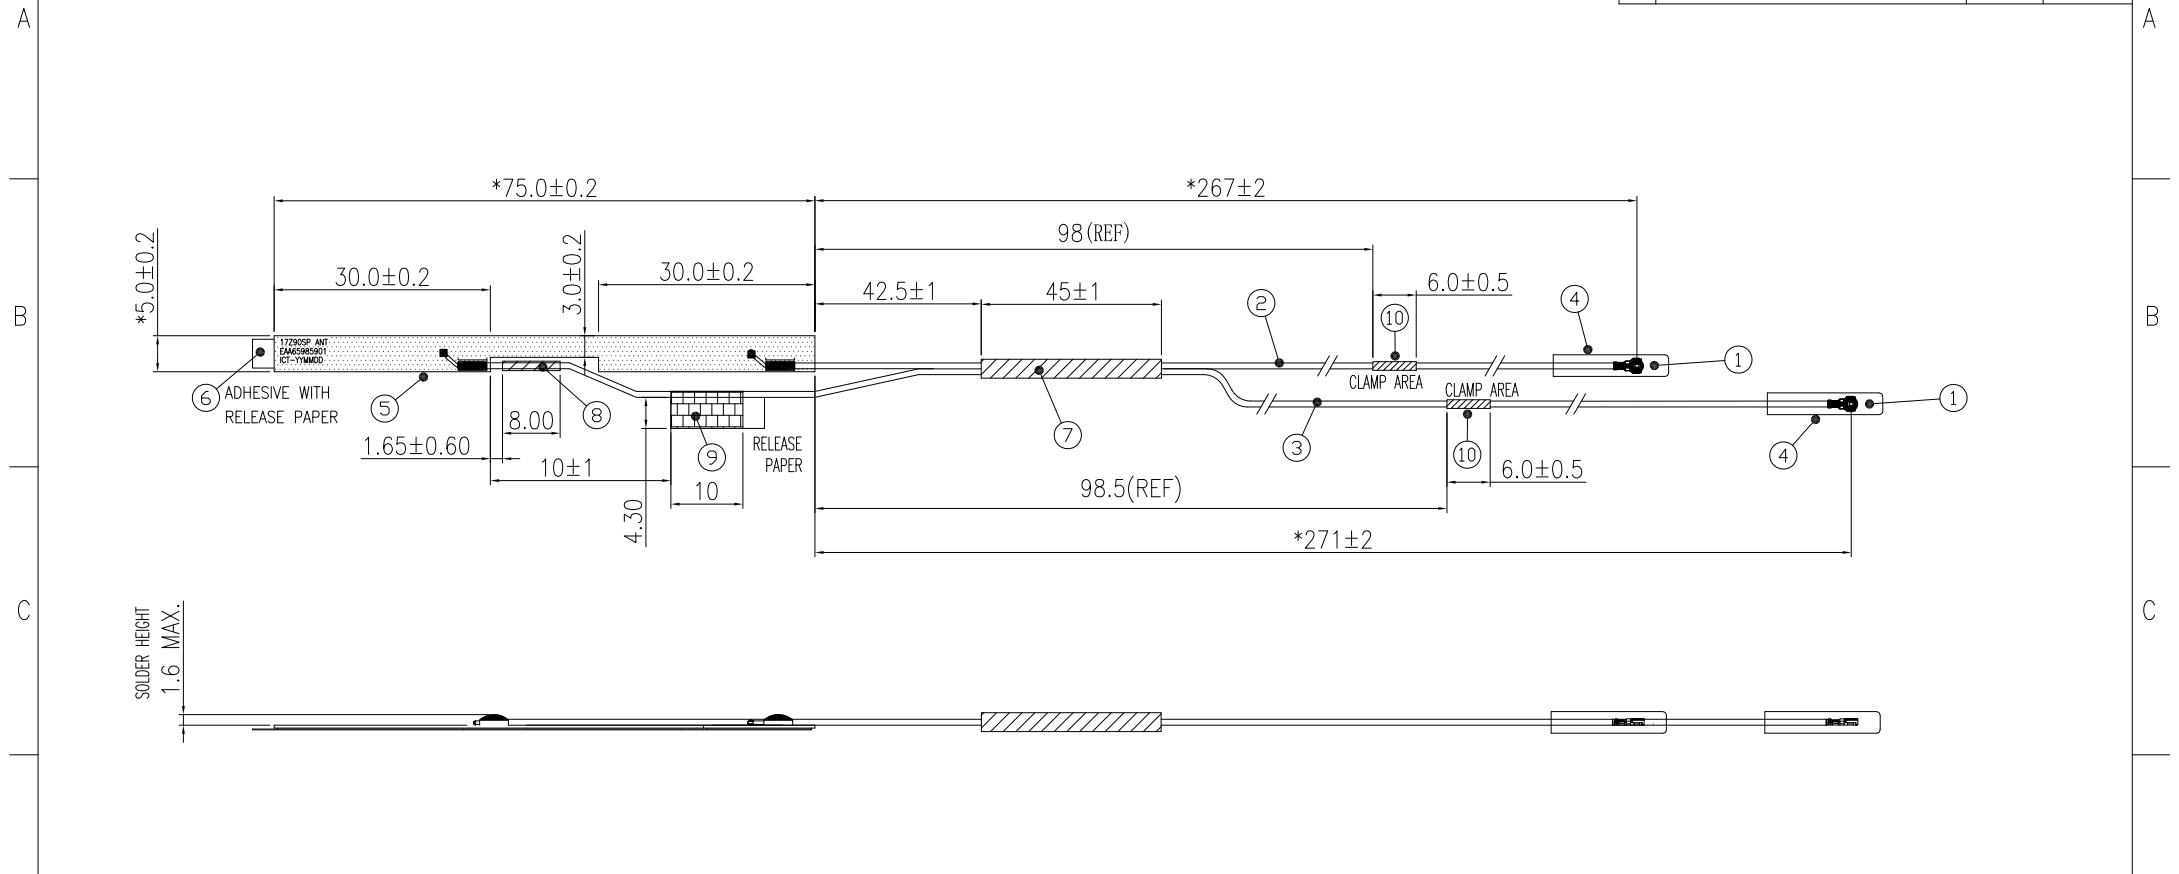 A
A
*75.0±0.2
*267±2
98(REF)
*5.0±0.2
30.0±0.2
3.0±0.2
30.0±0.2
42.5±1
45±1
6.0±0.5
2
10
4
B
B
17Z90SP ANT
EAA65985901
ICT-YYMMDD
1
CLAMP AREA
CLAMP AREA
6
ADHESIVE WITH
RELEASE PAPER
5
8.00
8
9
RELEASE
PAPER
7
3
10
4
1
1.65±0.60
10±1
10
4.30
98.5(REF)
6.0±0.5
*271±2
C
C
SOLDER HEIGHT
1.6 MAX.